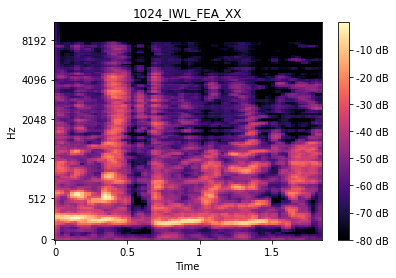 1024_IWL_FEA_XX
8192
4096
2048
1024
512
0
Hz
0
0.5
1
1.5
Time
-10 dB
-20 dB
-30 dB
-40 dB
-50 dB
-60 dB
-70 dB
-80 dB